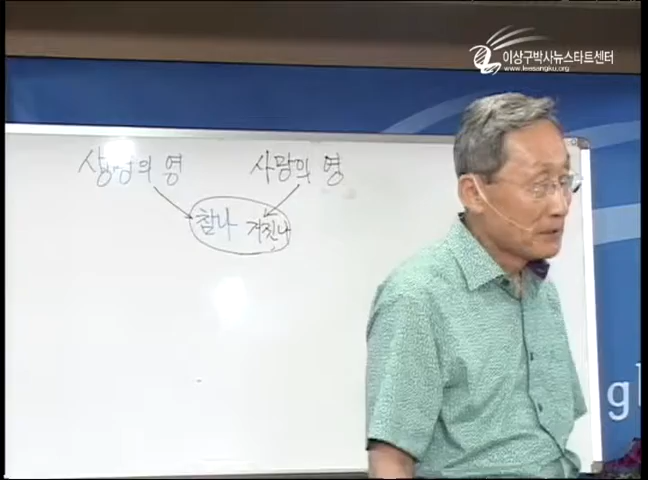 이상구박사뉴스타트센터
www.leesangku.org
생명의 영 사망의 영
참나 거짓나
g